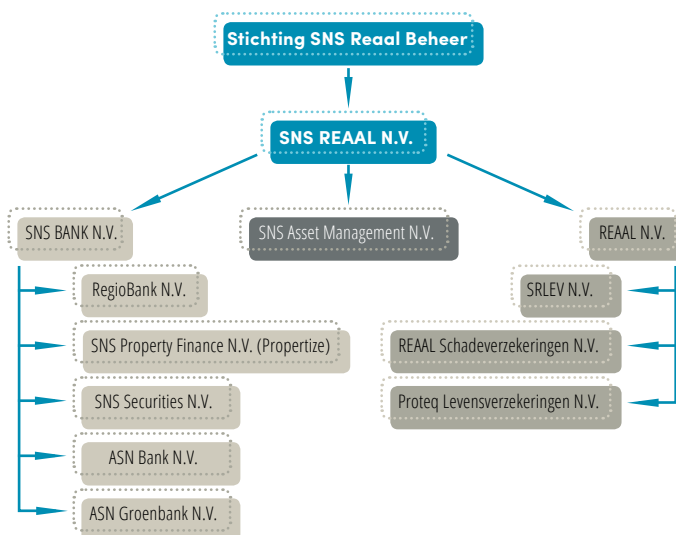 Stichting SNS Reaal Beheer
SNS REAAL N.V.
SNS BANK N.V.
SNS Asset Management N.V.
REAAL N.V.
RegioBank N.V.
SRLEV N.V.
SNS Property Finance N.V. (Propertize)
REAAL Schadeverzekeringen N.V.
SNS Securities N.V.
Proteq Levensverzekeringen N.V.
ASN Bank N.V.
ASN Groenbank N.V.